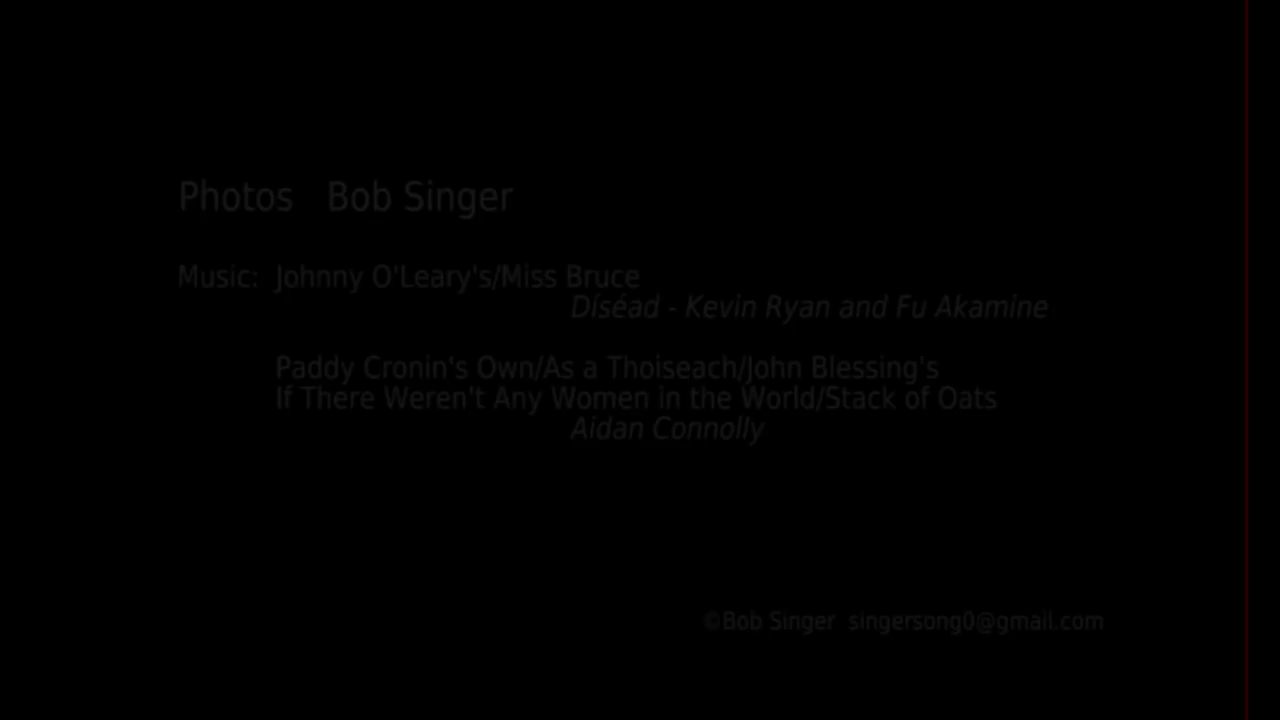 Photos   Bob Singer
Music:  Johnny O'Leary's/Miss Bruce
Díséad - Kevin Ryan and Fu Akamine
Paddy Cronin's Own/As a Thoiseach/John Blessing's
If There Weren't Any Women in the World/Stack of Oats
Aidan Connolly
©Bob Singer  singersong0@gmail.com